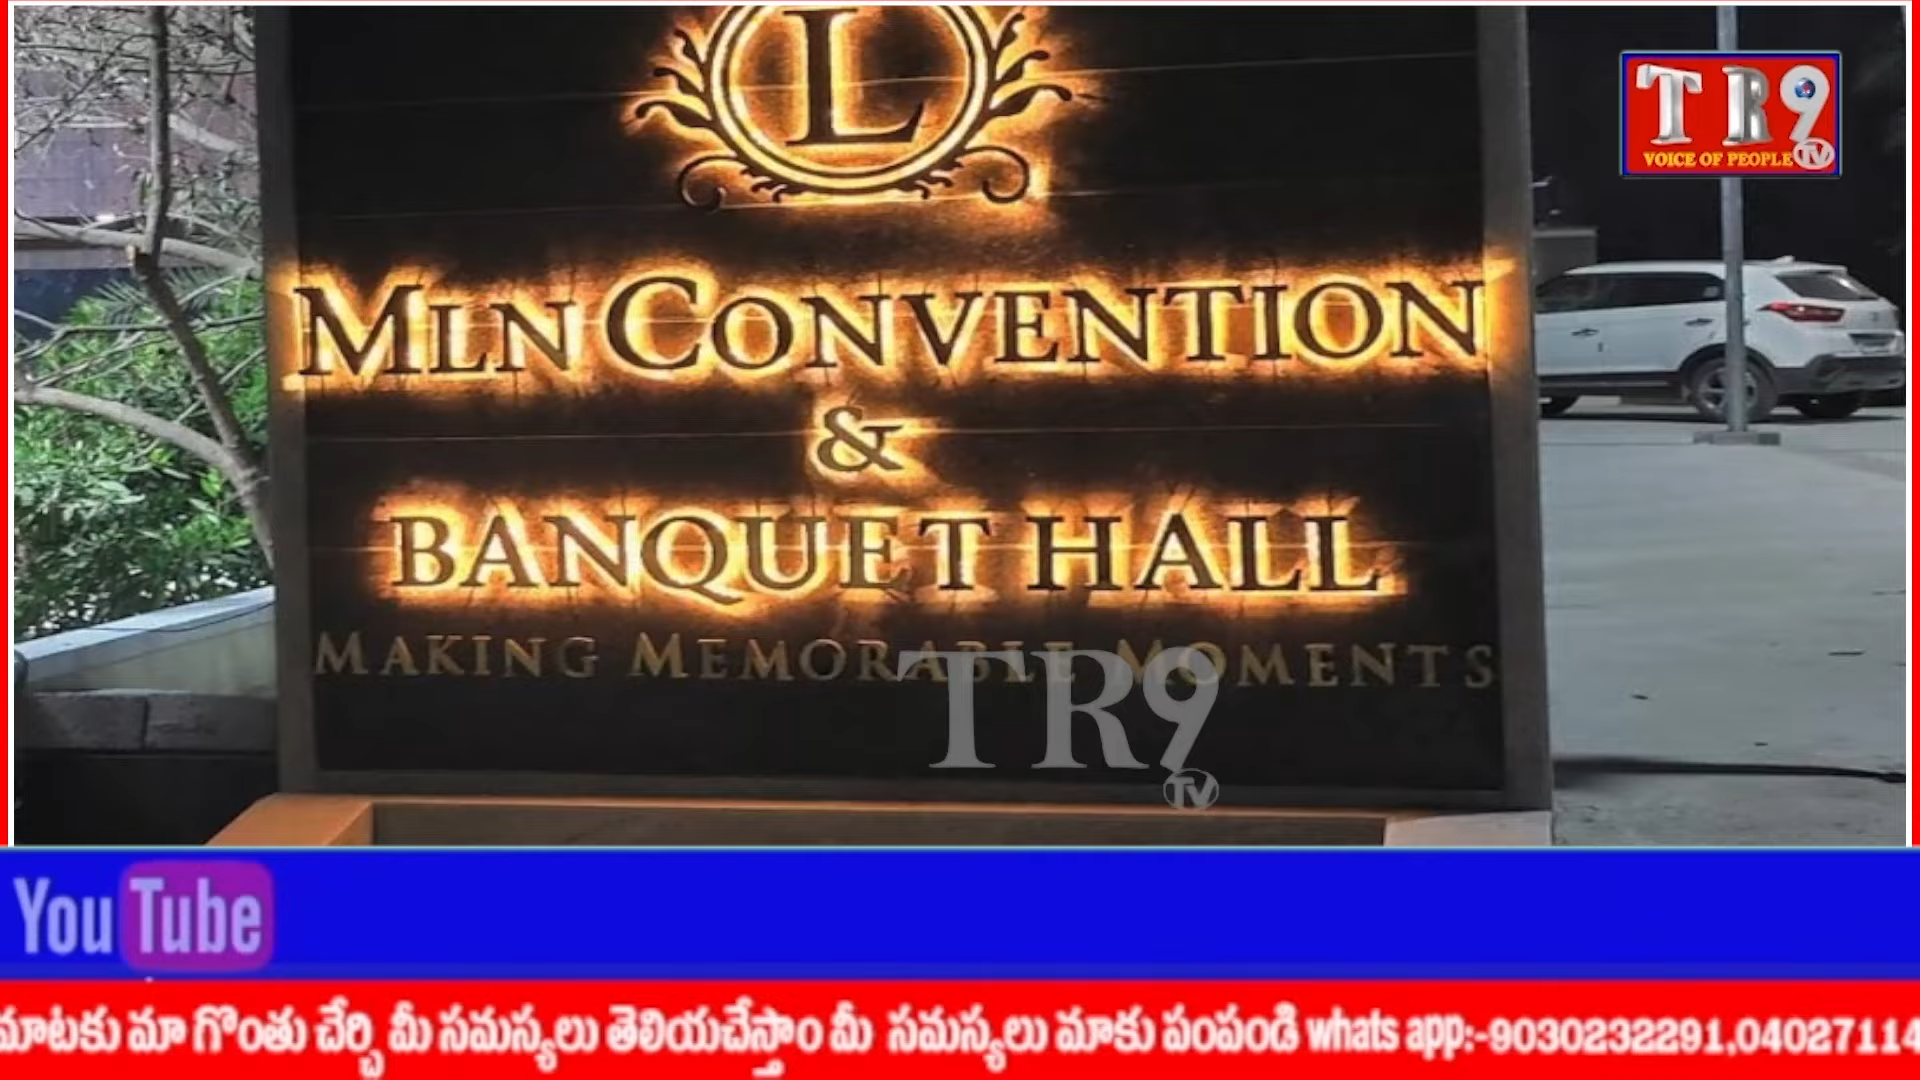 L
TR9
VOICE OF PEOPLE TV
MLN CONVENTION
&
BANQUET HALL
MAKING MEMORABLE MOMENTS
TR9
TV
YouTube
మాటకు మా గొంతు చేర్చి మీ సమస్యలు తెలియచేస్తాం మీ సమస్యలు మాకు పంపండి whats app:-9030232291,04027114